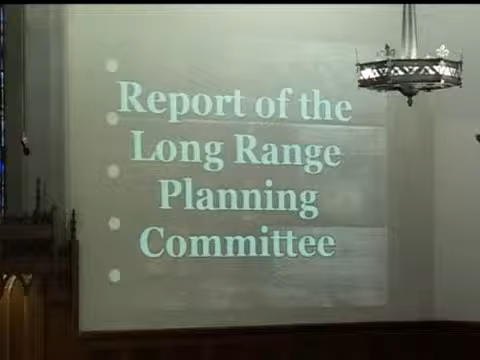 Report of the
Long Range
Planning
Committee